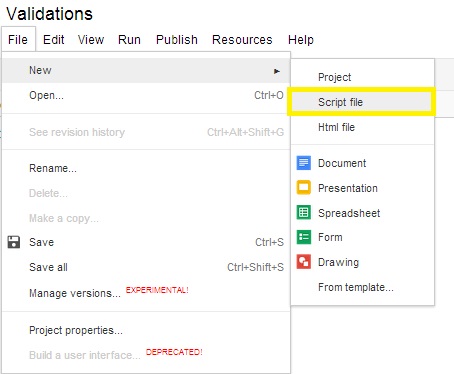 Validations
File Edit View Run Publish Resources Help
New
Open... Ctrl+O
See revision history Ctrl+Alt+Shift+G
Rename...
Delete...
Make a copy...
Save Ctrl+S
Save all Ctrl+Shift+S
Manage versions... EXPERIMENTAL!
Project properties...
Build a user interface... DEPRECATED!
Project
Script file
Html file
Document
Presentation
Spreadsheet
Form
Drawing
From template...